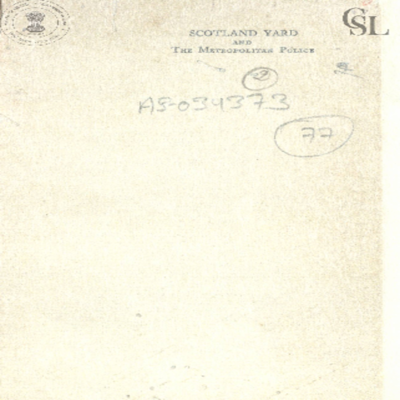 CSL
SCOTLAND YARD
AND
THE METROPOLITAN POLICE
AS-034373
77